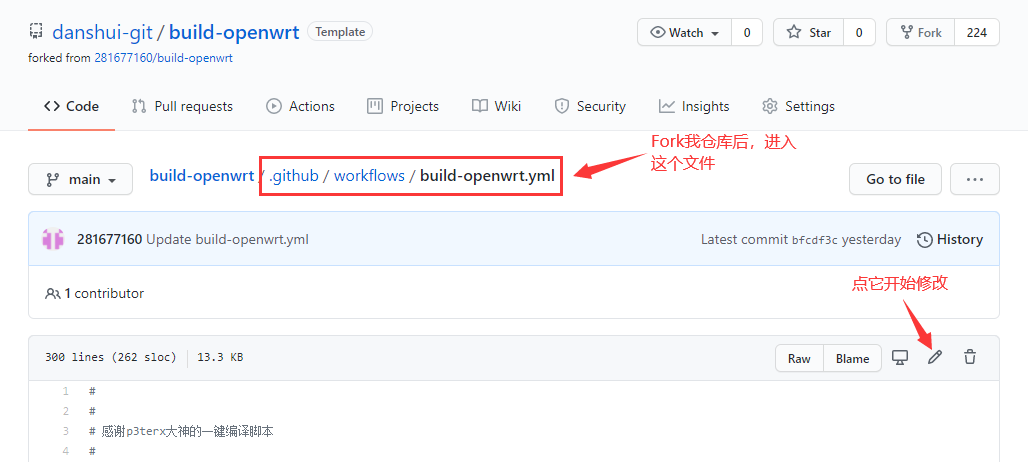 danshui-git / build-openwrt Template Watch 0 Star 0 Fork 224
forked from 281677160/build-openwrt
Code Pull requests Actions Projects Wiki Security Insights Settings
Fork我仓库后，进入
这个文件
main build-openwrt / .github / workflows / build-openwrt.yml Go to file ...
281677160 Update build-openwrt.yml Latest commit bfcdf3c yesterday History
点它开始修改
1 contributor
300 lines (262 sloc) 13.3 KB Raw Blame
1 #
2 #
3 # 感谢p3terx大神的一键编译脚本
4 #